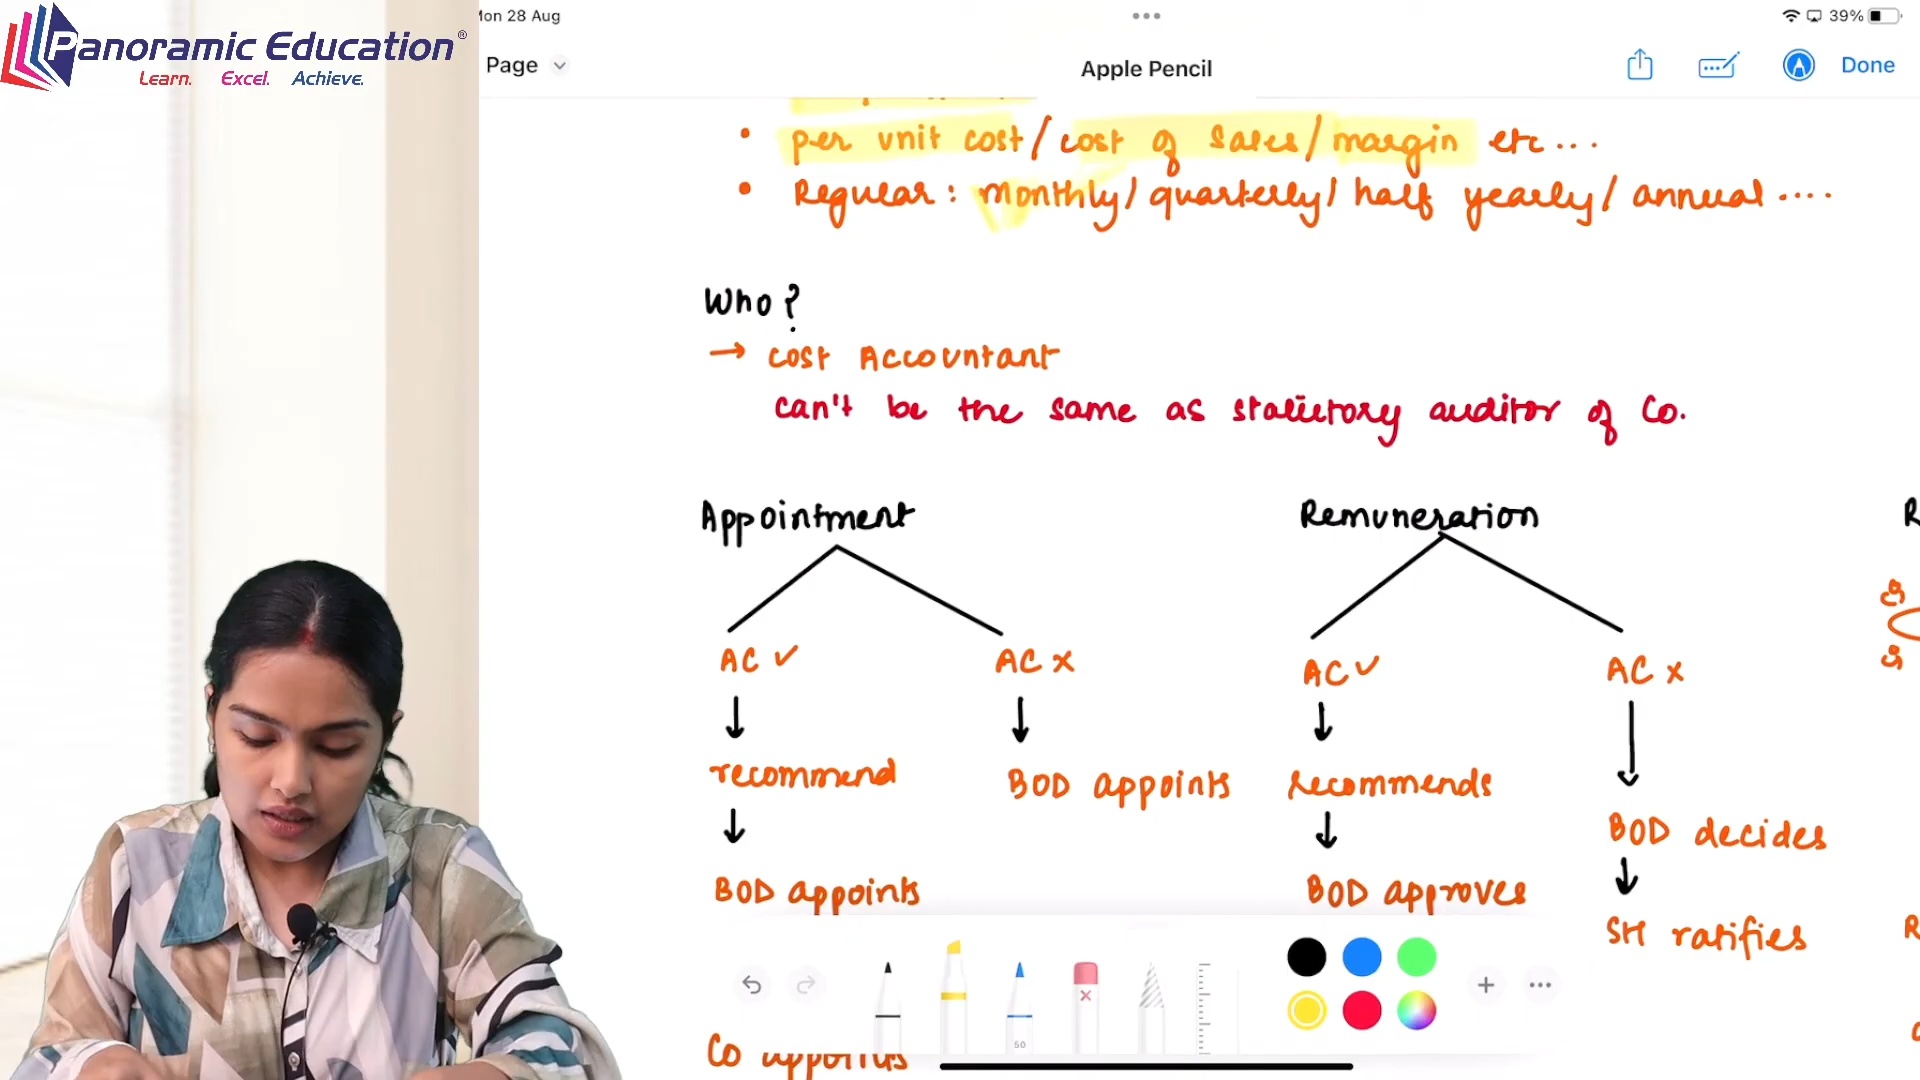 Panoramic Education®
Learn. Excel. Achieve.
Mon 28 Aug
39%
Page
Apple Pencil
Done
• per unit cost / cost of sales / margin etc...
• Regular : monthly / quarterly / half yearly / annual ....
Who?
→ cost Accountant
can't be the same as statutory auditor of Co.
Appointment
Remuneration
AC ✓
AC x
AC ✓
AC x
recommend
BOD appoints
recommends
BOD decides
BOD appoints
BOD approves
SH ratifies
50
Co appoints